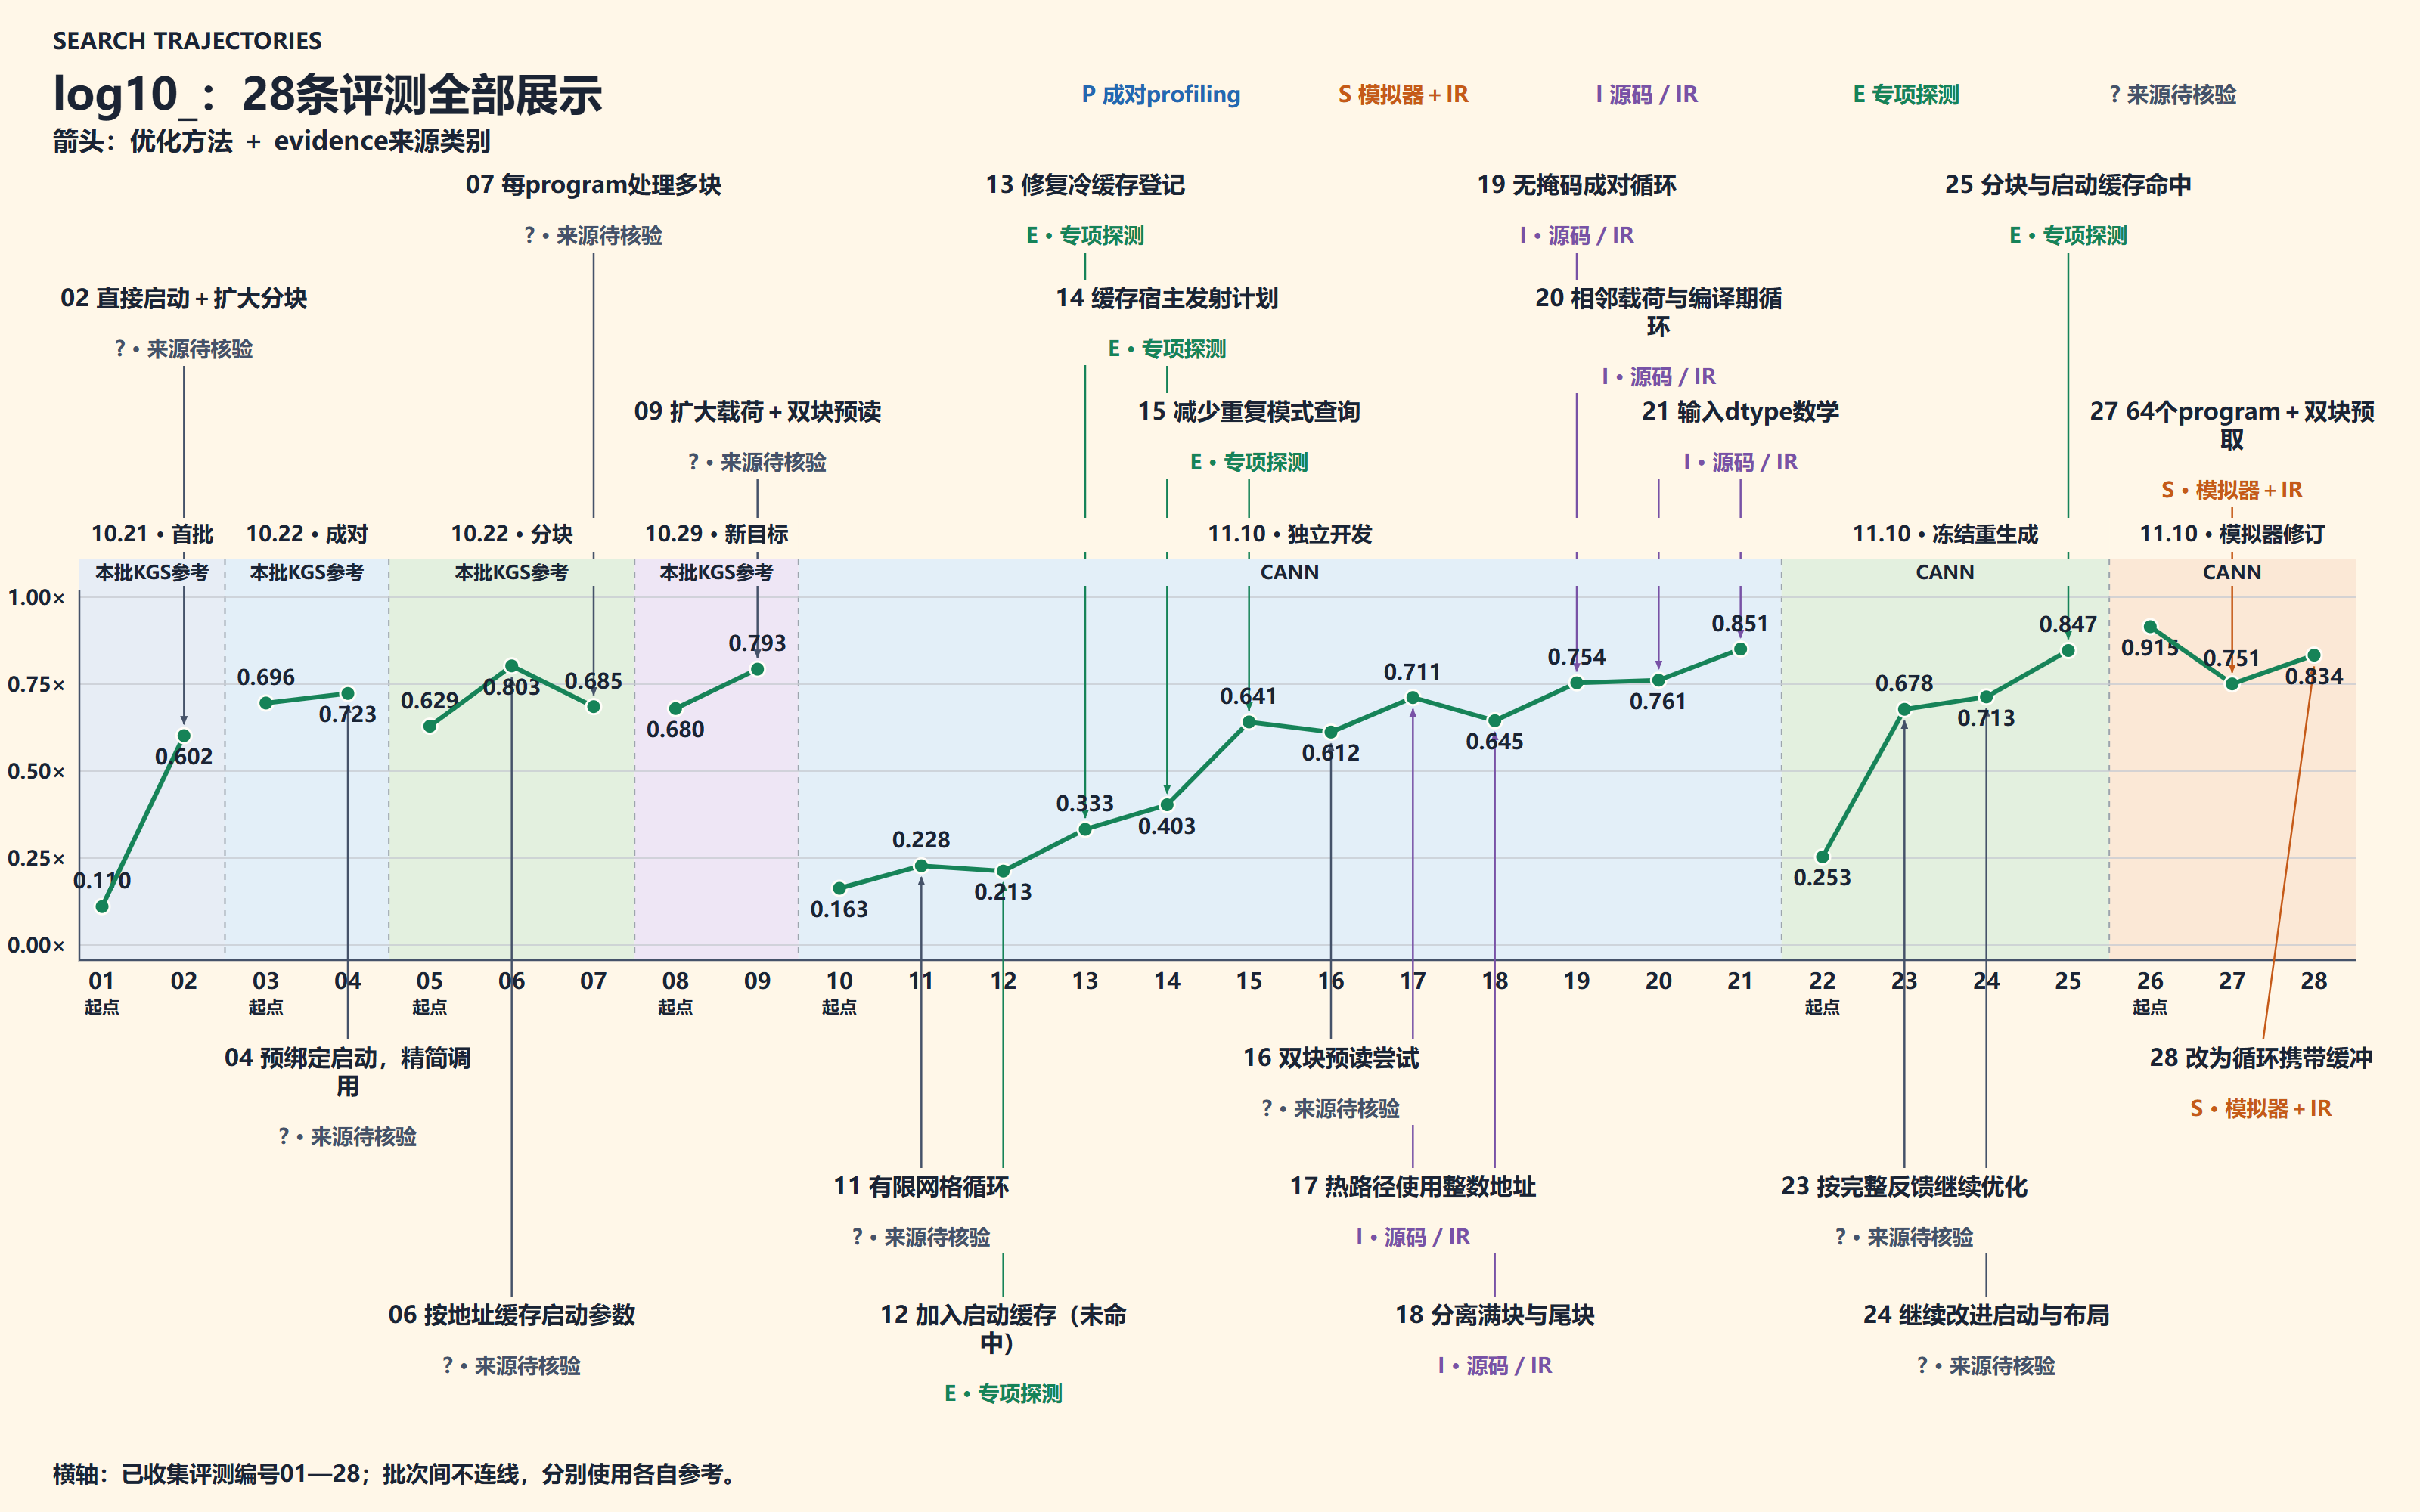 SEARCH TRAJECTORIES
log10_：28条评测全部展示
箭头：优化方法 + evidence来源类别
P 成对profiling
S 模拟器＋IR
I 源码 / IR
E 专项探测
? 来源待核验
07 每program处理多块
? • 来源待核验
13 修复冷缓存登记
E • 专项探测
19 无掩码成对循环
I • 源码 / IR
25 分块与启动缓存命中
E • 专项探测
02 直接启动＋扩大分块
? • 来源待核验
14 缓存宿主发射计划
E • 专项探测
20 相邻载荷与编译期循
环
I • 源码 / IR
09 扩大载荷＋双块预读
? • 来源待核验
15 减少重复模式查询
E • 专项探测
21 输入dtype数学
I • 源码 / IR
27 64个program＋双块预
取
S • 模拟器＋IR
10.21 • 首批
10.22 • 成对
10.22 • 分块
10.29 • 新目标
11.10 • 独立开发
11.10 • 冻结重生成
11.10 • 模拟器修订
本批KGS参考
本批KGS参考
本批KGS参考
本批KGS参考
CANN
CANN
CANN
1.00×
0.75×
0.50×
0.25×
0.00×
0.110
0.602
0.696
0.723
0.629
0.803
0.685
0.680
0.793
0.163
0.228
0.213
0.333
0.403
0.641
0.612
0.711
0.645
0.754
0.761
0.851
0.253
0.678
0.713
0.847
0.915
0.751
0.834
01 02 03 04 05 06 07 08 09 10 11 12 13 14 15 16 17 18 19 20 21 22 23 24 25 26 27 28
起点 起点 起点 起点 起点 起点 起点
04 预绑定启动，精简调
用
? • 来源待核验
16 双块预读尝试
? • 来源待核验
28 改为循环携带缓冲
S • 模拟器＋IR
11 有限网格循环
? • 来源待核验
17 热路径使用整数地址
I • 源码 / IR
23 按完整反馈继续优化
? • 来源待核验
06 按地址缓存启动参数
? • 来源待核验
12 加入启动缓存（未命
中）
E • 专项探测
18 分离满块与尾块
I • 源码 / IR
24 继续改进启动与布局
? • 来源待核验
横轴：已收集评测编号01—28；批次间不连线，分别使用各自参考。